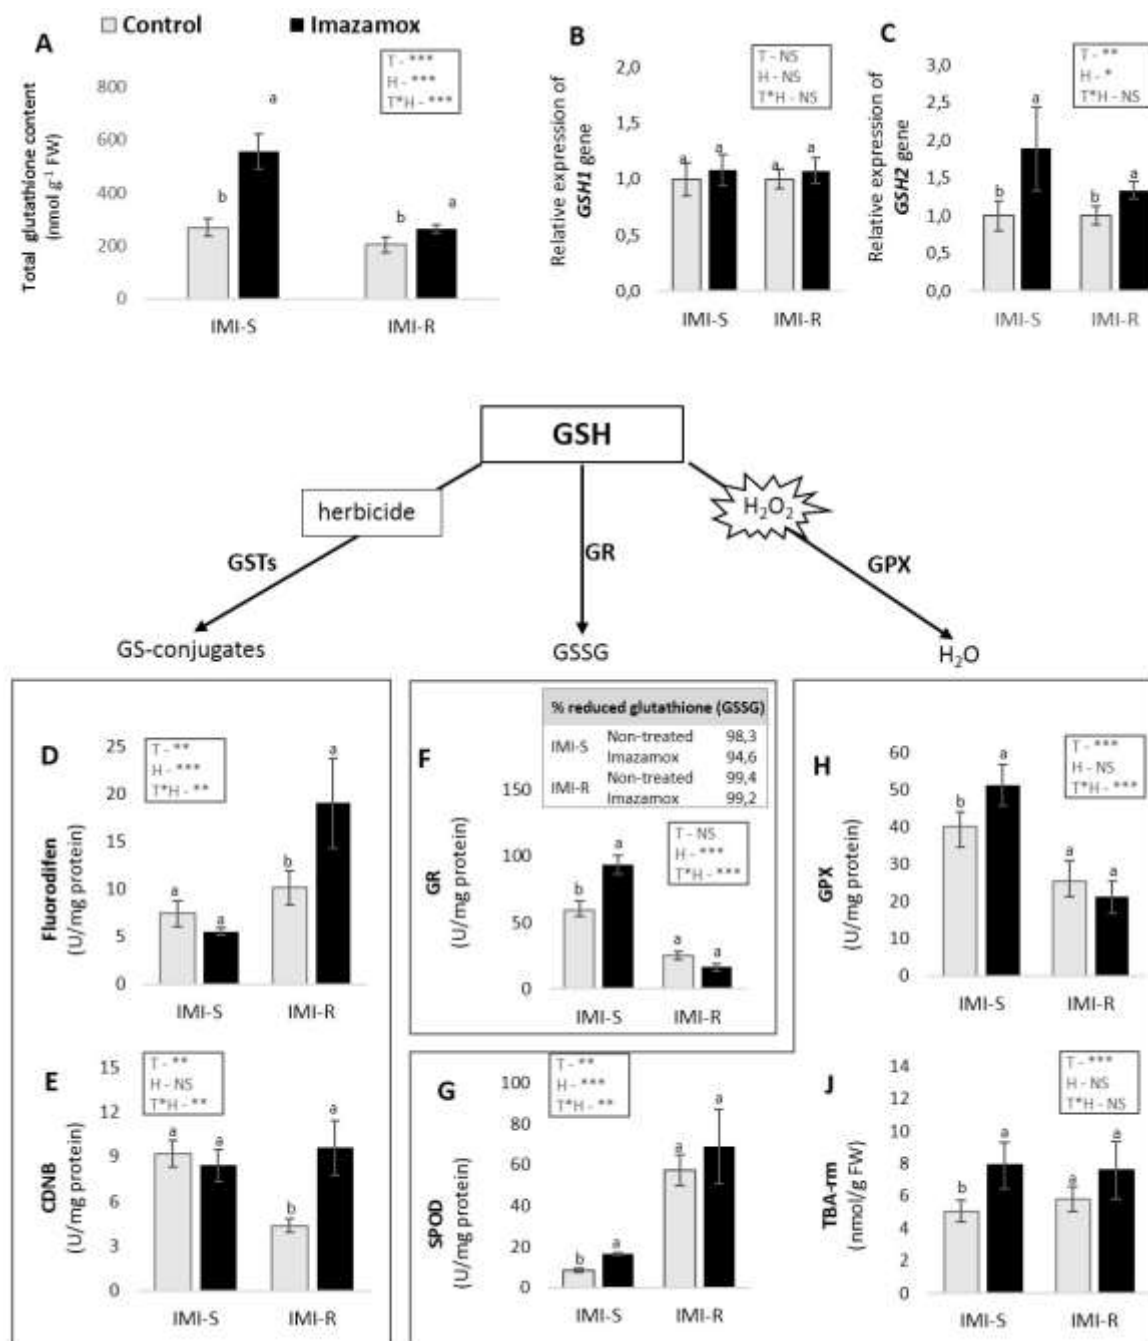 Control Imazamox
A
T - ***
H - ***
T*H - ***
Total glutathione content
(nmol g-1 FW)
800
600
400
200
0
a
b
b
a
IMI-S IMI-R
B
T - NS
H - NS
T*H - NS
Relative expression of
GSH1 gene
2,0
1,5
1,0
0,5
0,0
a a a a
IMI-S IMI-R
C
T - **
H - *
T*H - NS
Relative expression of
GSH2 gene
3,0
2,5
2,0
1,5
1,0
0,5
0,0
b a b a
IMI-S IMI-R
GSH
herbicide
H2O2
GSTs
GR
GPX
GS-conjugates
GSSG
H2O
D
T - **
H - ***
T*H - **
Fluorodifen
(U/mg protein)
25
20
15
10
5
0
a a b a
IMI-S IMI-R
E
T - **
H - NS
T*H - **
CDNB
(U/mg protein)
15
12
9
6
3
0
a a b a
IMI-S IMI-R
% reduced glutathione (GSSG)
IMI-S Non-treated 98,3
Imazamox 94,6
IMI-R Non-treated 99,4
Imazamox 99,2
F
T - NS
H - ***
T*H - ***
GR
(U/mg protein)
150
100
50
0
b a a a
IMI-S IMI-R
G
T - **
H - ***
T*H - **
SPOD
(U/mg protein)
100
80
60
40
20
0
b a a a
IMI-S IMI-R
H
T - ***
H - NS
T*H - ***
GPX
(U/mg protein)
60
50
40
30
20
10
0
b a a a
IMI-S IMI-R
J
T - ***
H - NS
T*H - NS
TBA-rm
(nmol/g FW)
14
12
10
8
6
4
2
0
b a a a
IMI-S IMI-R